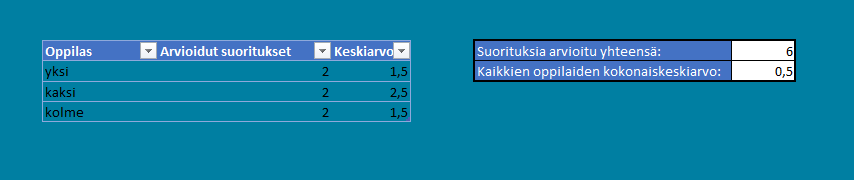 Oppilas Arvioidut suoritukset Keskiarvo
yksi 2 1,5
kaksi 2 2,5
kolme 2 1,5
Suorituksia arvioitu yhteensä: 6
Kaikkien oppilaiden kokonaiskeskiarvo: 0,5